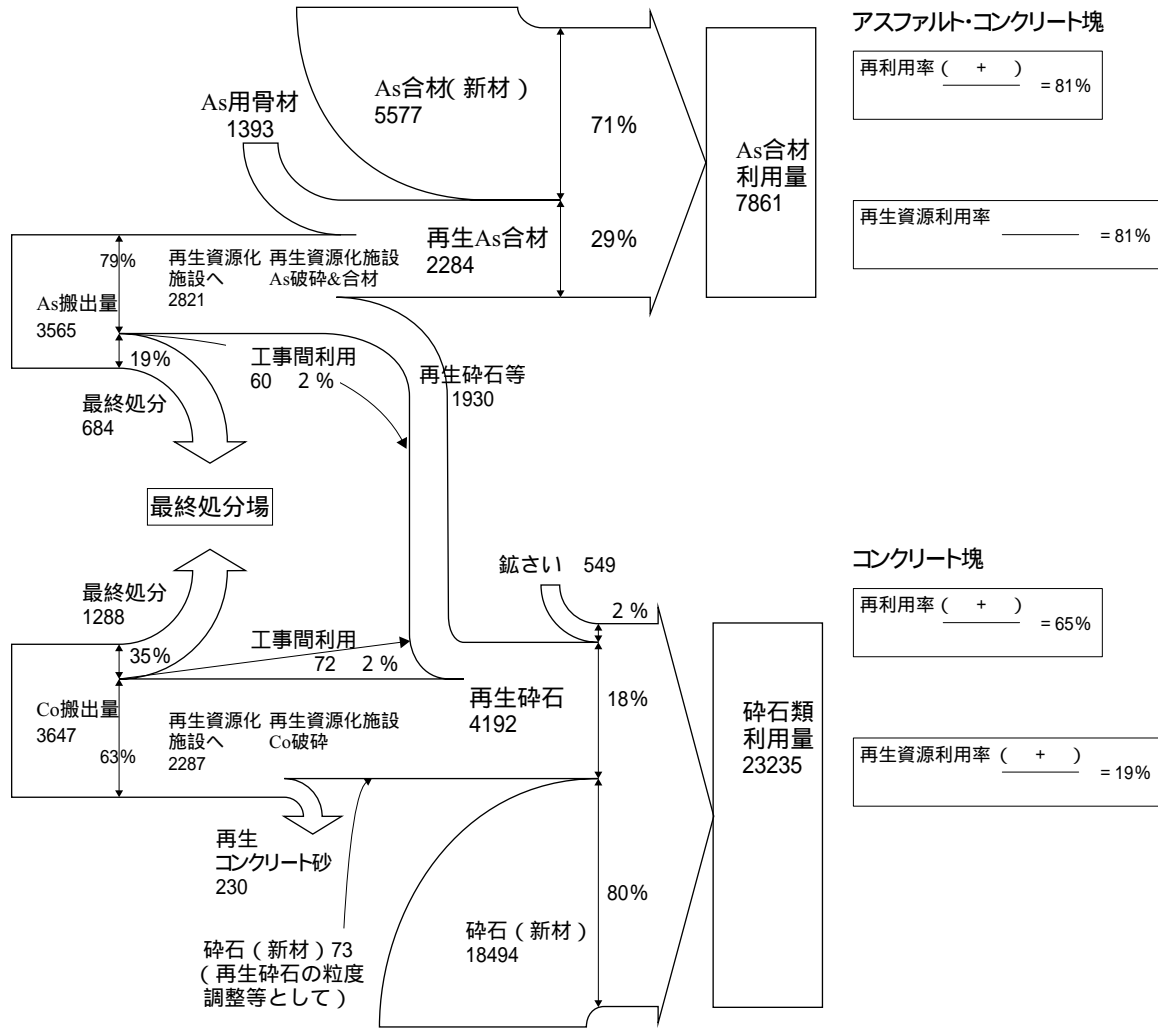 アスファルト・コンクリート塊
再利用率 ( + ) = 81%
再生資源利用率 = 81%
As合材(新材)
5577
71%
As合材
利用量
7861
As用骨材
1393
再生As合材
2284
29%
79%
再生資源化
施設へ
2821
再生資源化施設
As破砕&合材
As搬出量
3565
19%
工事間利用
60 2%
再生砕石等
1930
最終処分
684
最終処分場
最終処分
1288
35%
工事間利用
72 2%
鉱さい 549
2%
Co搬出量
3647
63%
再生資源化
施設へ
2287
再生資源化施設
Co破砕
再生砕石
4192
18%
砕石類
利用量
23235
再生
コンクリート砂
230
砕石(新材)73
(再生砕石の粒度
調整等として)
砕石(新材)
18494
80%
コンクリート塊
再利用率 ( + ) = 65%
再生資源利用率 ( + ) = 19%